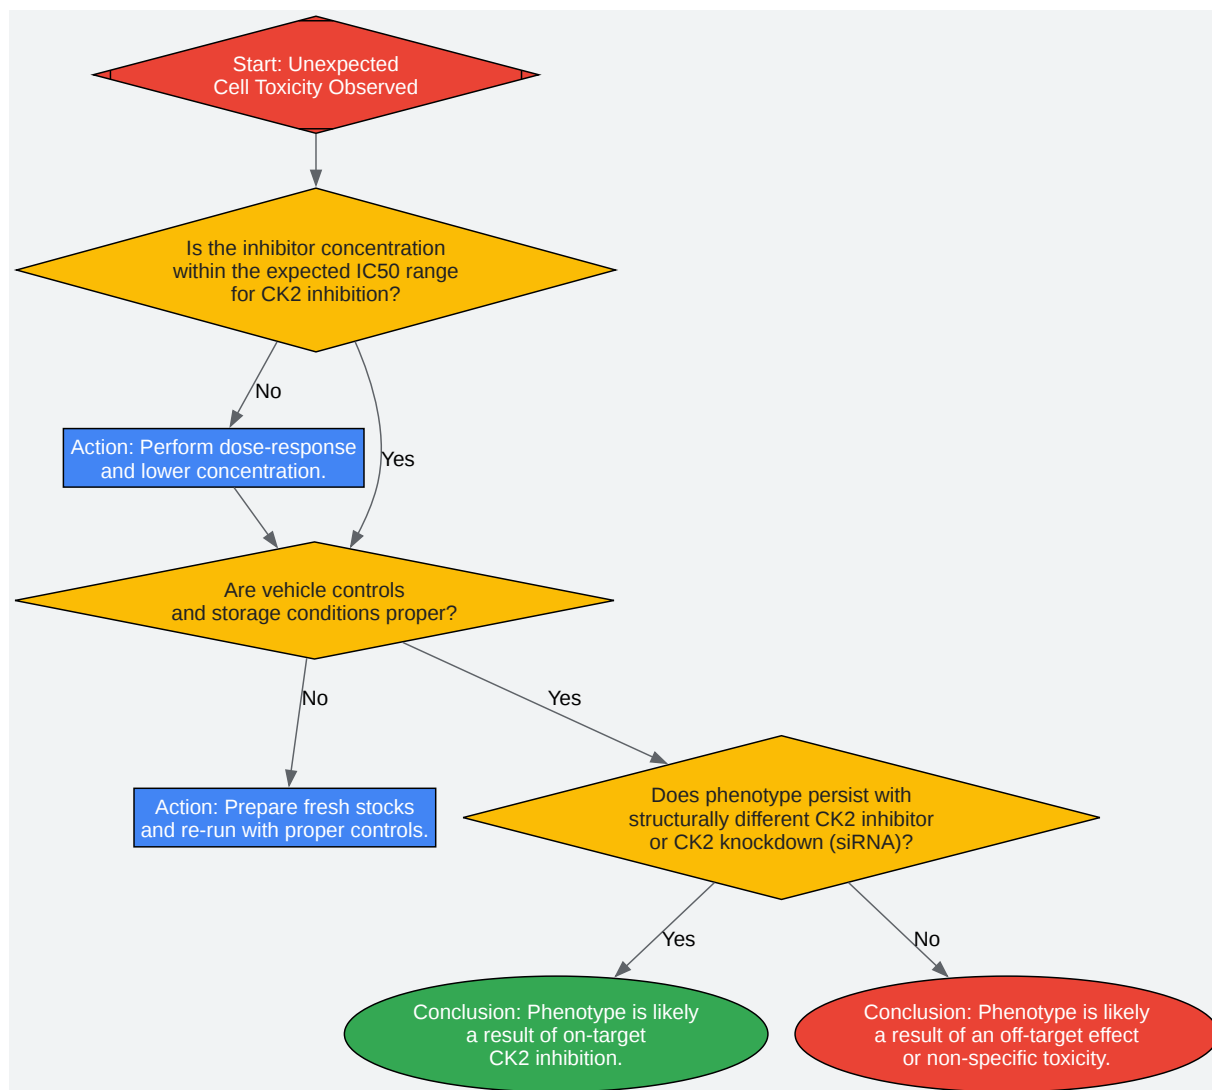 Start: Unexpected
Cell Toxicity Observed
Is the inhibitor concentration
within the expected IC50 range
for CK2 inhibition?
No
Action: Perform dose-response
and lower concentration.
Yes
Are vehicle controls
and storage conditions proper?
No
Yes
Action: Prepare fresh stocks
and re-run with proper controls.
Does phenotype persist with
structurally different CK2 inhibitor
or CK2 knockdown (siRNA)?
Yes
No
Conclusion: Phenotype is likely
a result of on-target
CK2 inhibition.
Conclusion: Phenotype is likely
a result of an off-target effect
or non-specific toxicity.